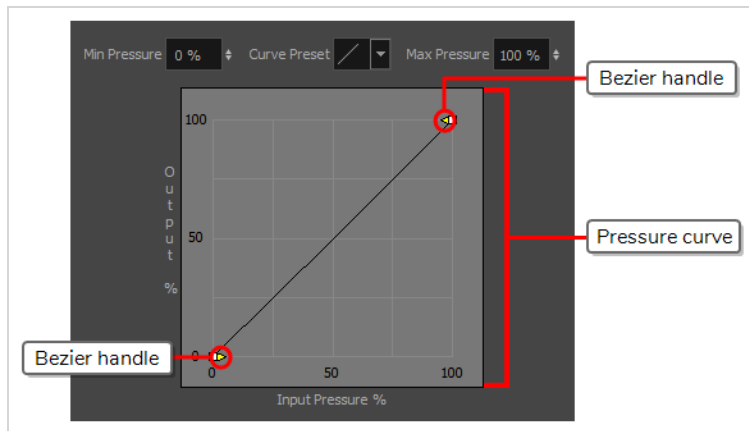 Min Pressure 0 % Curve Preset Max Pressure 100 %
Bezier handle
100
Output %
50
Pressure curve
Bezier handle
0
0 50 100
Input Pressure %